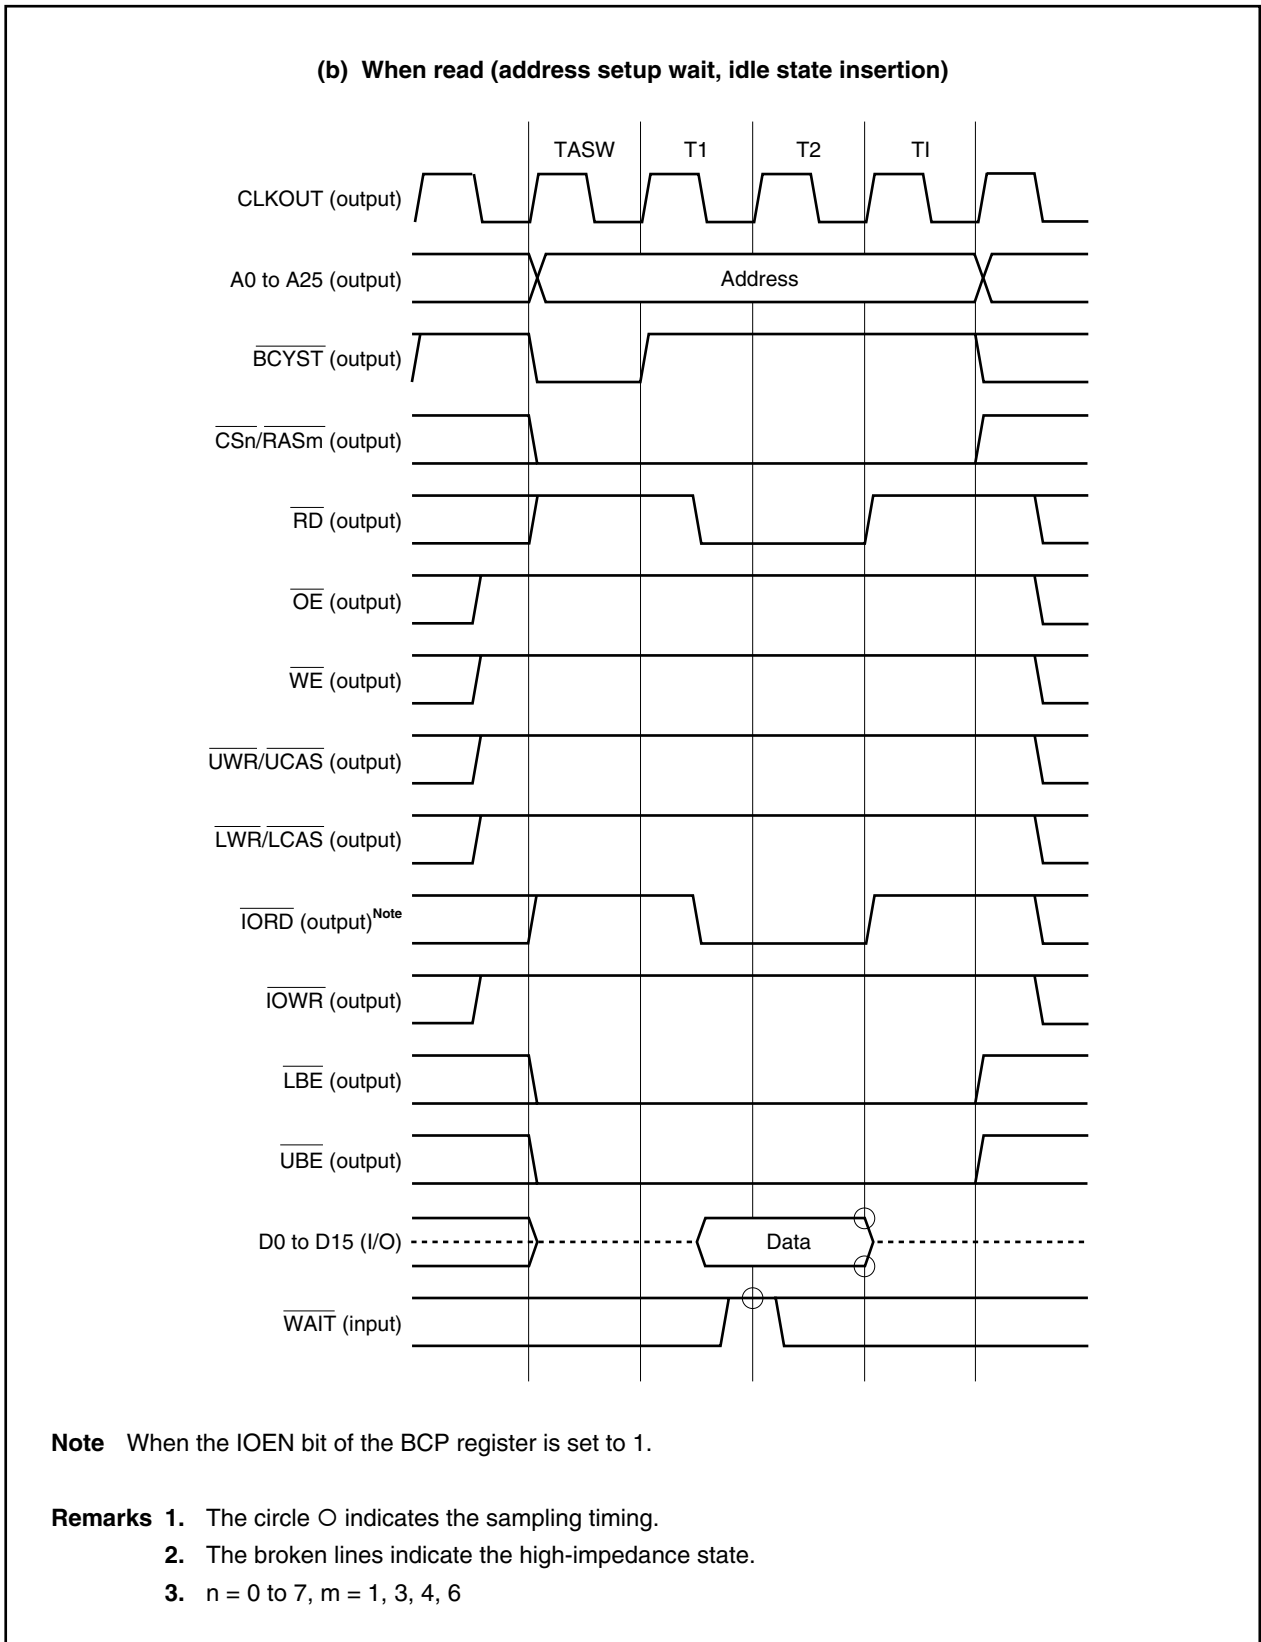 (b) When read (address setup wait, idle state insertion)
TASW T1 T2 TI
CLKOUT (output)
A0 to A25 (output) Address
BCYST (output)
CSn/RASm (output)
RD (output)
OE (output)
WE (output)
UWR/UCAS (output)
LWR/LCAS (output)
IORD (output)Note
IOWR (output)
LBE (output)
UBE (output)
D0 to D15 (I/O) Data
WAIT (input)
Note When the IOEN bit of the BCP register is set to 1.
Remarks 1. The circle ○ indicates the sampling timing.
2. The broken lines indicate the high-impedance state.
3. n = 0 to 7, m = 1, 3, 4, 6